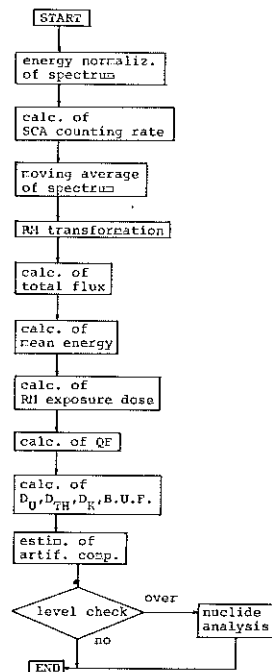 START
energy normaliz.
of spectrum
calc. of
SCA counting rate
moving average
of spectrum
RM transformation
calc. of
total flux
calc. of
mean energy
calc. of
RM exposure dose
calc of QF
calc. of
D_U, D_TH, D_K, B.U.F.
estim. of
artif. comp.
level check
over
nuclide
analysis
no
END